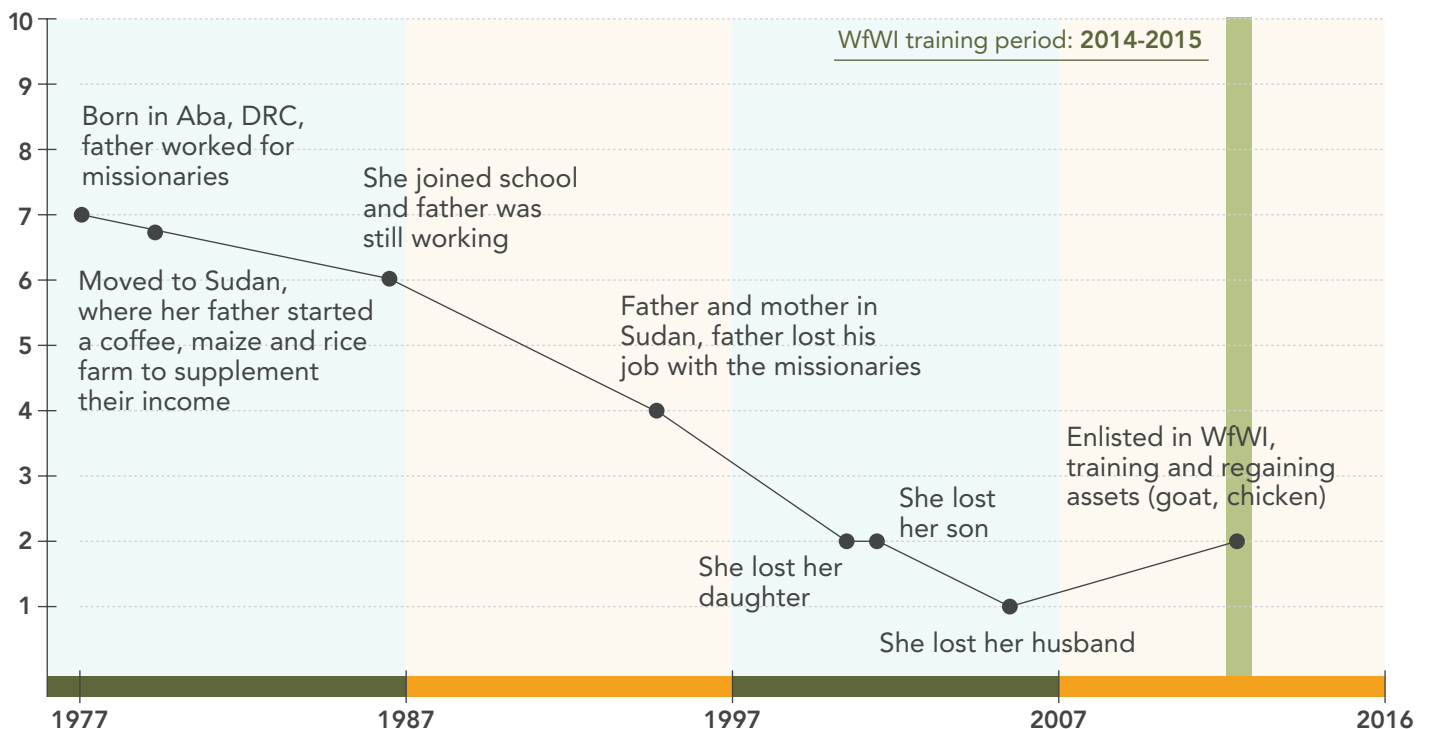 10
WfWI training period: 2014-2015
9
Born in Aba, DRC,
father worked for
missionaries
8
She joined school
and father was
still working
7
6
Moved to Sudan,
where her father started
a coffee, maize and rice
farm to supplement
their income
Father and mother in
Sudan, father lost his
job with the missionaries
5
4
Enlisted in WfWI,
training and regaining
assets (goat, chicken)
3
She lost
her son
2
She lost her
daughter
1
She lost her husband
1977
1987
1997
2007
2016